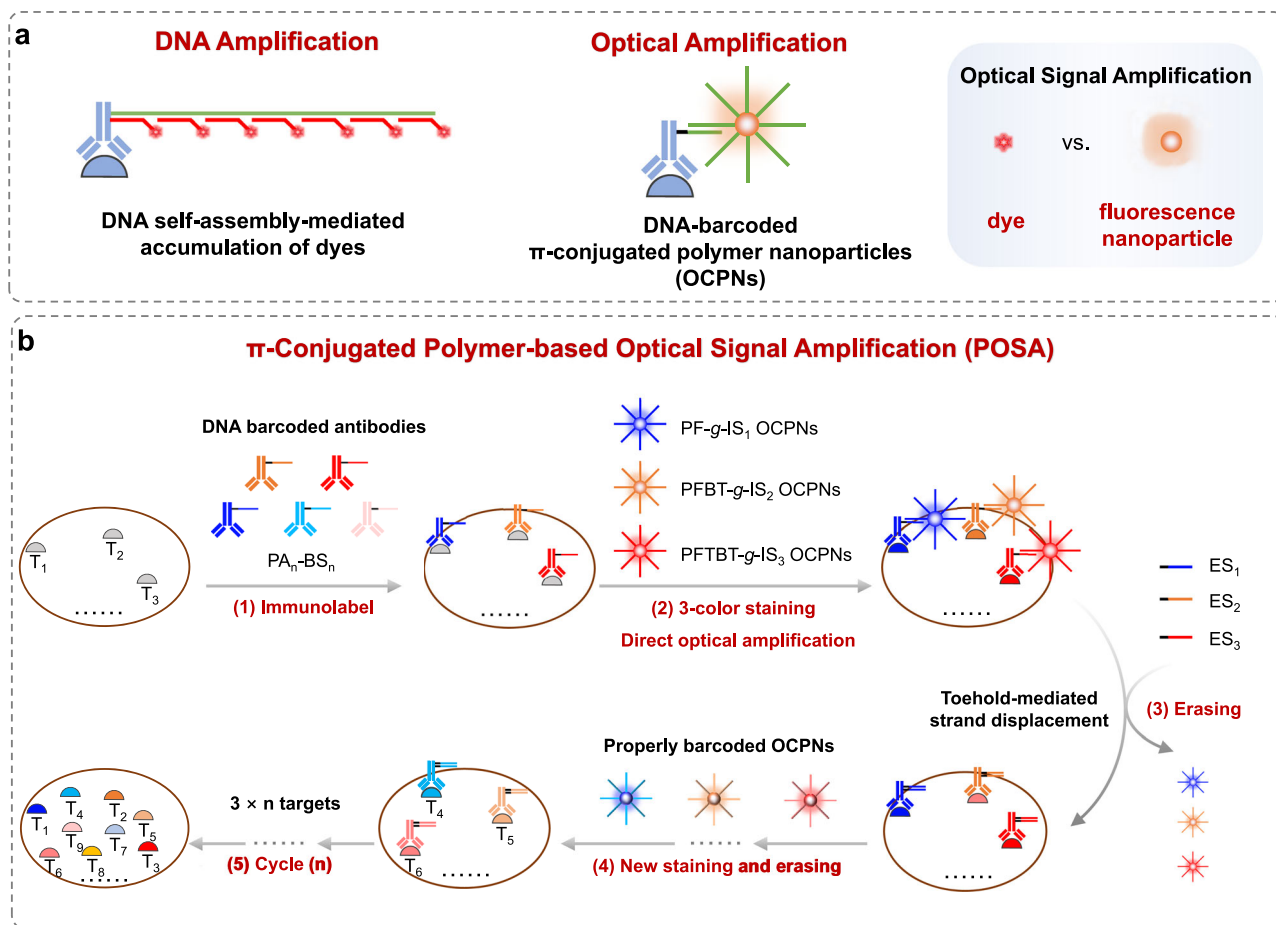 a
DNA Amplification
DNA self-assembly-mediated
accumulation of dyes
Optical Amplification
DNA-barcoded
π-conjugated polymer nanoparticles
(OCPNs)
Optical Signal Amplification
vs.
dye
fluorescence
nanoparticle
b
π-Conjugated Polymer-based Optical Signal Amplification (POSA)
DNA barcoded antibodies
PAₙ-BSₙ
T₁
T₂
T₃
......
(1) Immunolabel
......
PF-g-IS₁ OCPNs
PFBT-g-IS₂ OCPNs
PFTBT-g-IS₃ OCPNs
(2) 3-color staining
Direct optical amplification
......
ES₁
ES₂
ES₃
Toehold-mediated
strand displacement
(3) Erasing
......
Properly barcoded OCPNs
......
(4) New staining and erasing
T₄
T₅
T₆
......
3 × n targets
......
(5) Cycle (n)
T₁
T₄
T₂
T₅
T₉
T₇
T₆
T₈
T₃
......